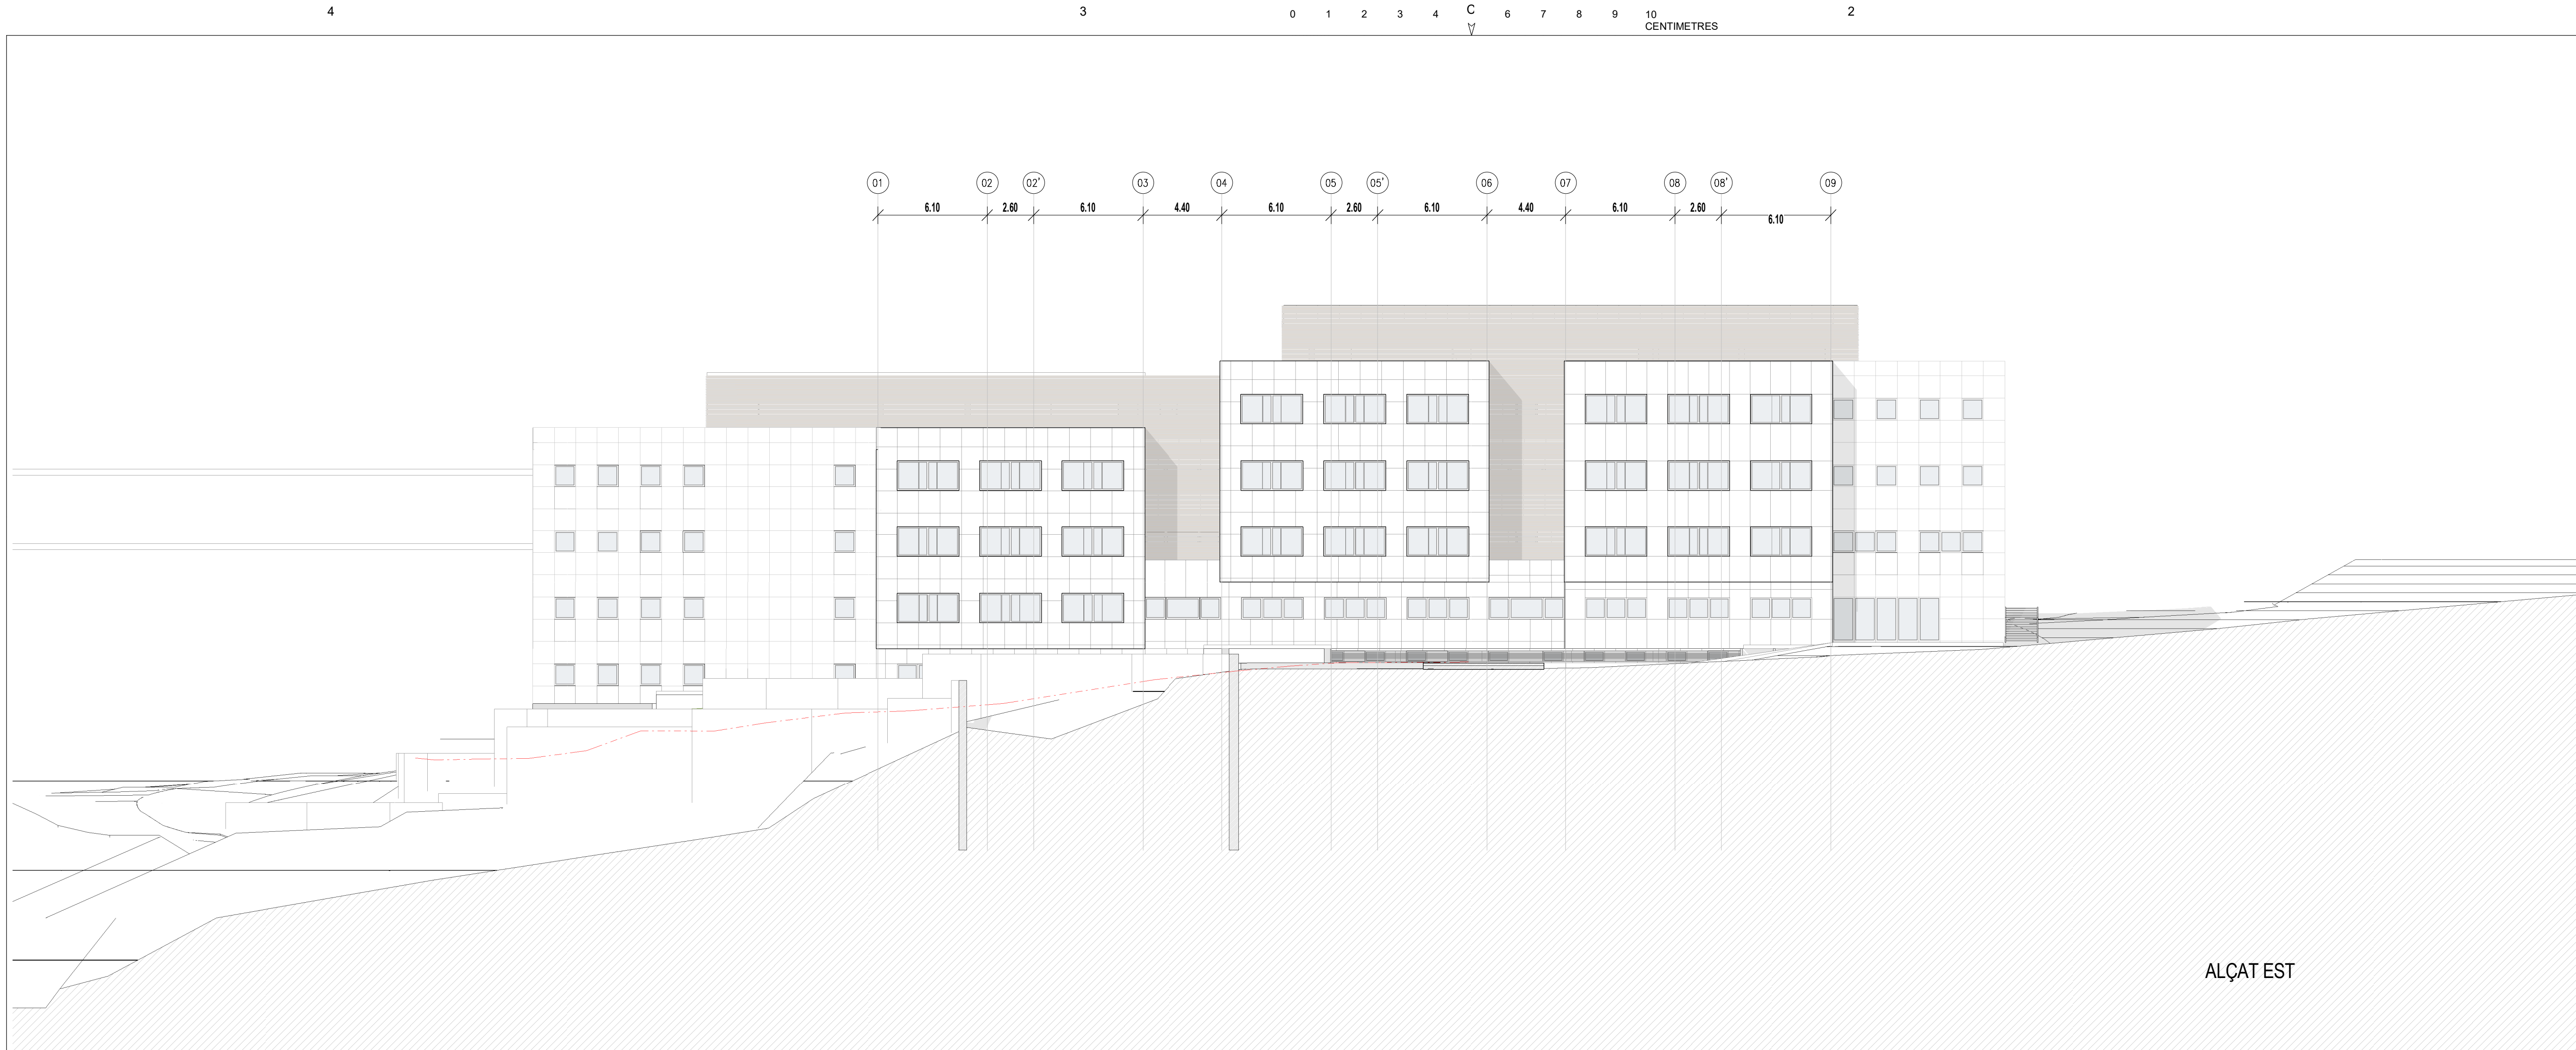 4 3 0 1 2 3 4 C 6 7 8 9 10 2
CENTIMETRES
01 02 02' 03 04 05 05' 06 07 08 08' 09
6.10 2.60 6.10 4.40 6.10 2.60 6.10 4.40 6.10 2.60 6.10
ALÇAT EST